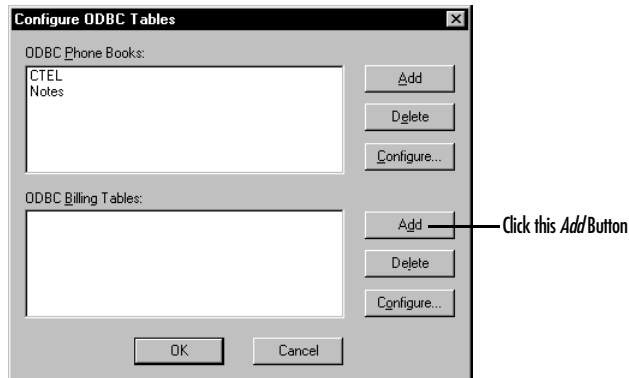 Configure ODBC Tables
ODBC Phone Books:
CTEL
Notes
Add
Delete
Configure...
ODBC Billing Tables:
Add
Click this Add Button
Delete
Configure...
OK
Cancel